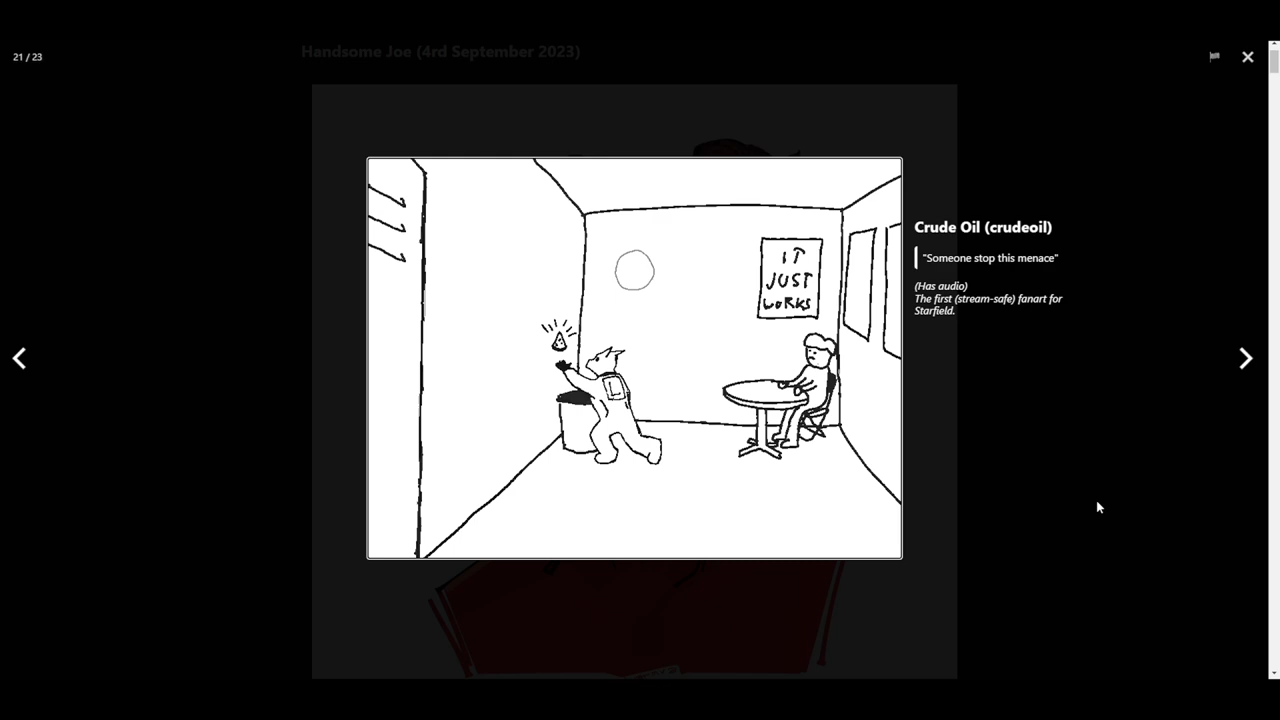 Handsome Joe (4rd September 2023)
21 / 23
IT
JUST
WORKS
Crude Oil (crudeoil)
"Someone stop this menace"
(Has audio)
The first (stream-safe) fanart for
Starfield.